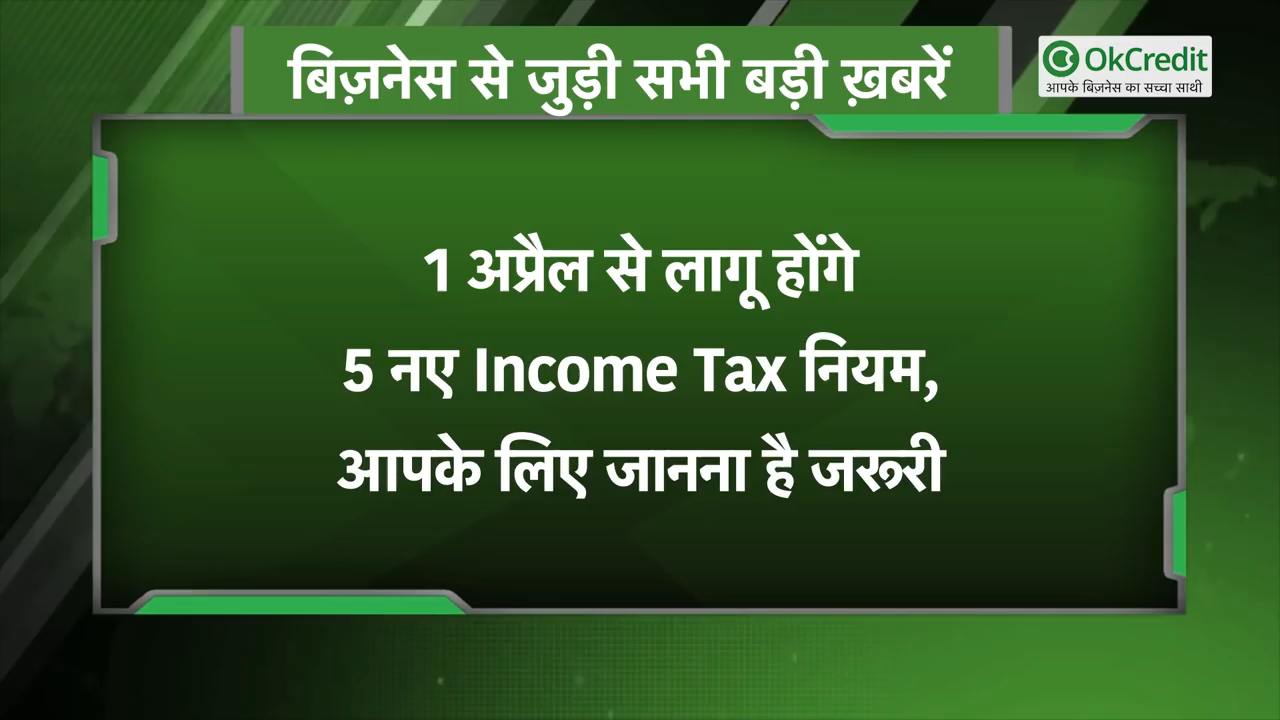 बिज़नेस से जुड़ी सभी बड़ी ख़बरें
OkCredit
आपके बिज़नेस का सच्चा साथी
1 अप्रैल से लागू होंगे
5 नए Income Tax नियम,
आपके लिए जानना है जरूरी